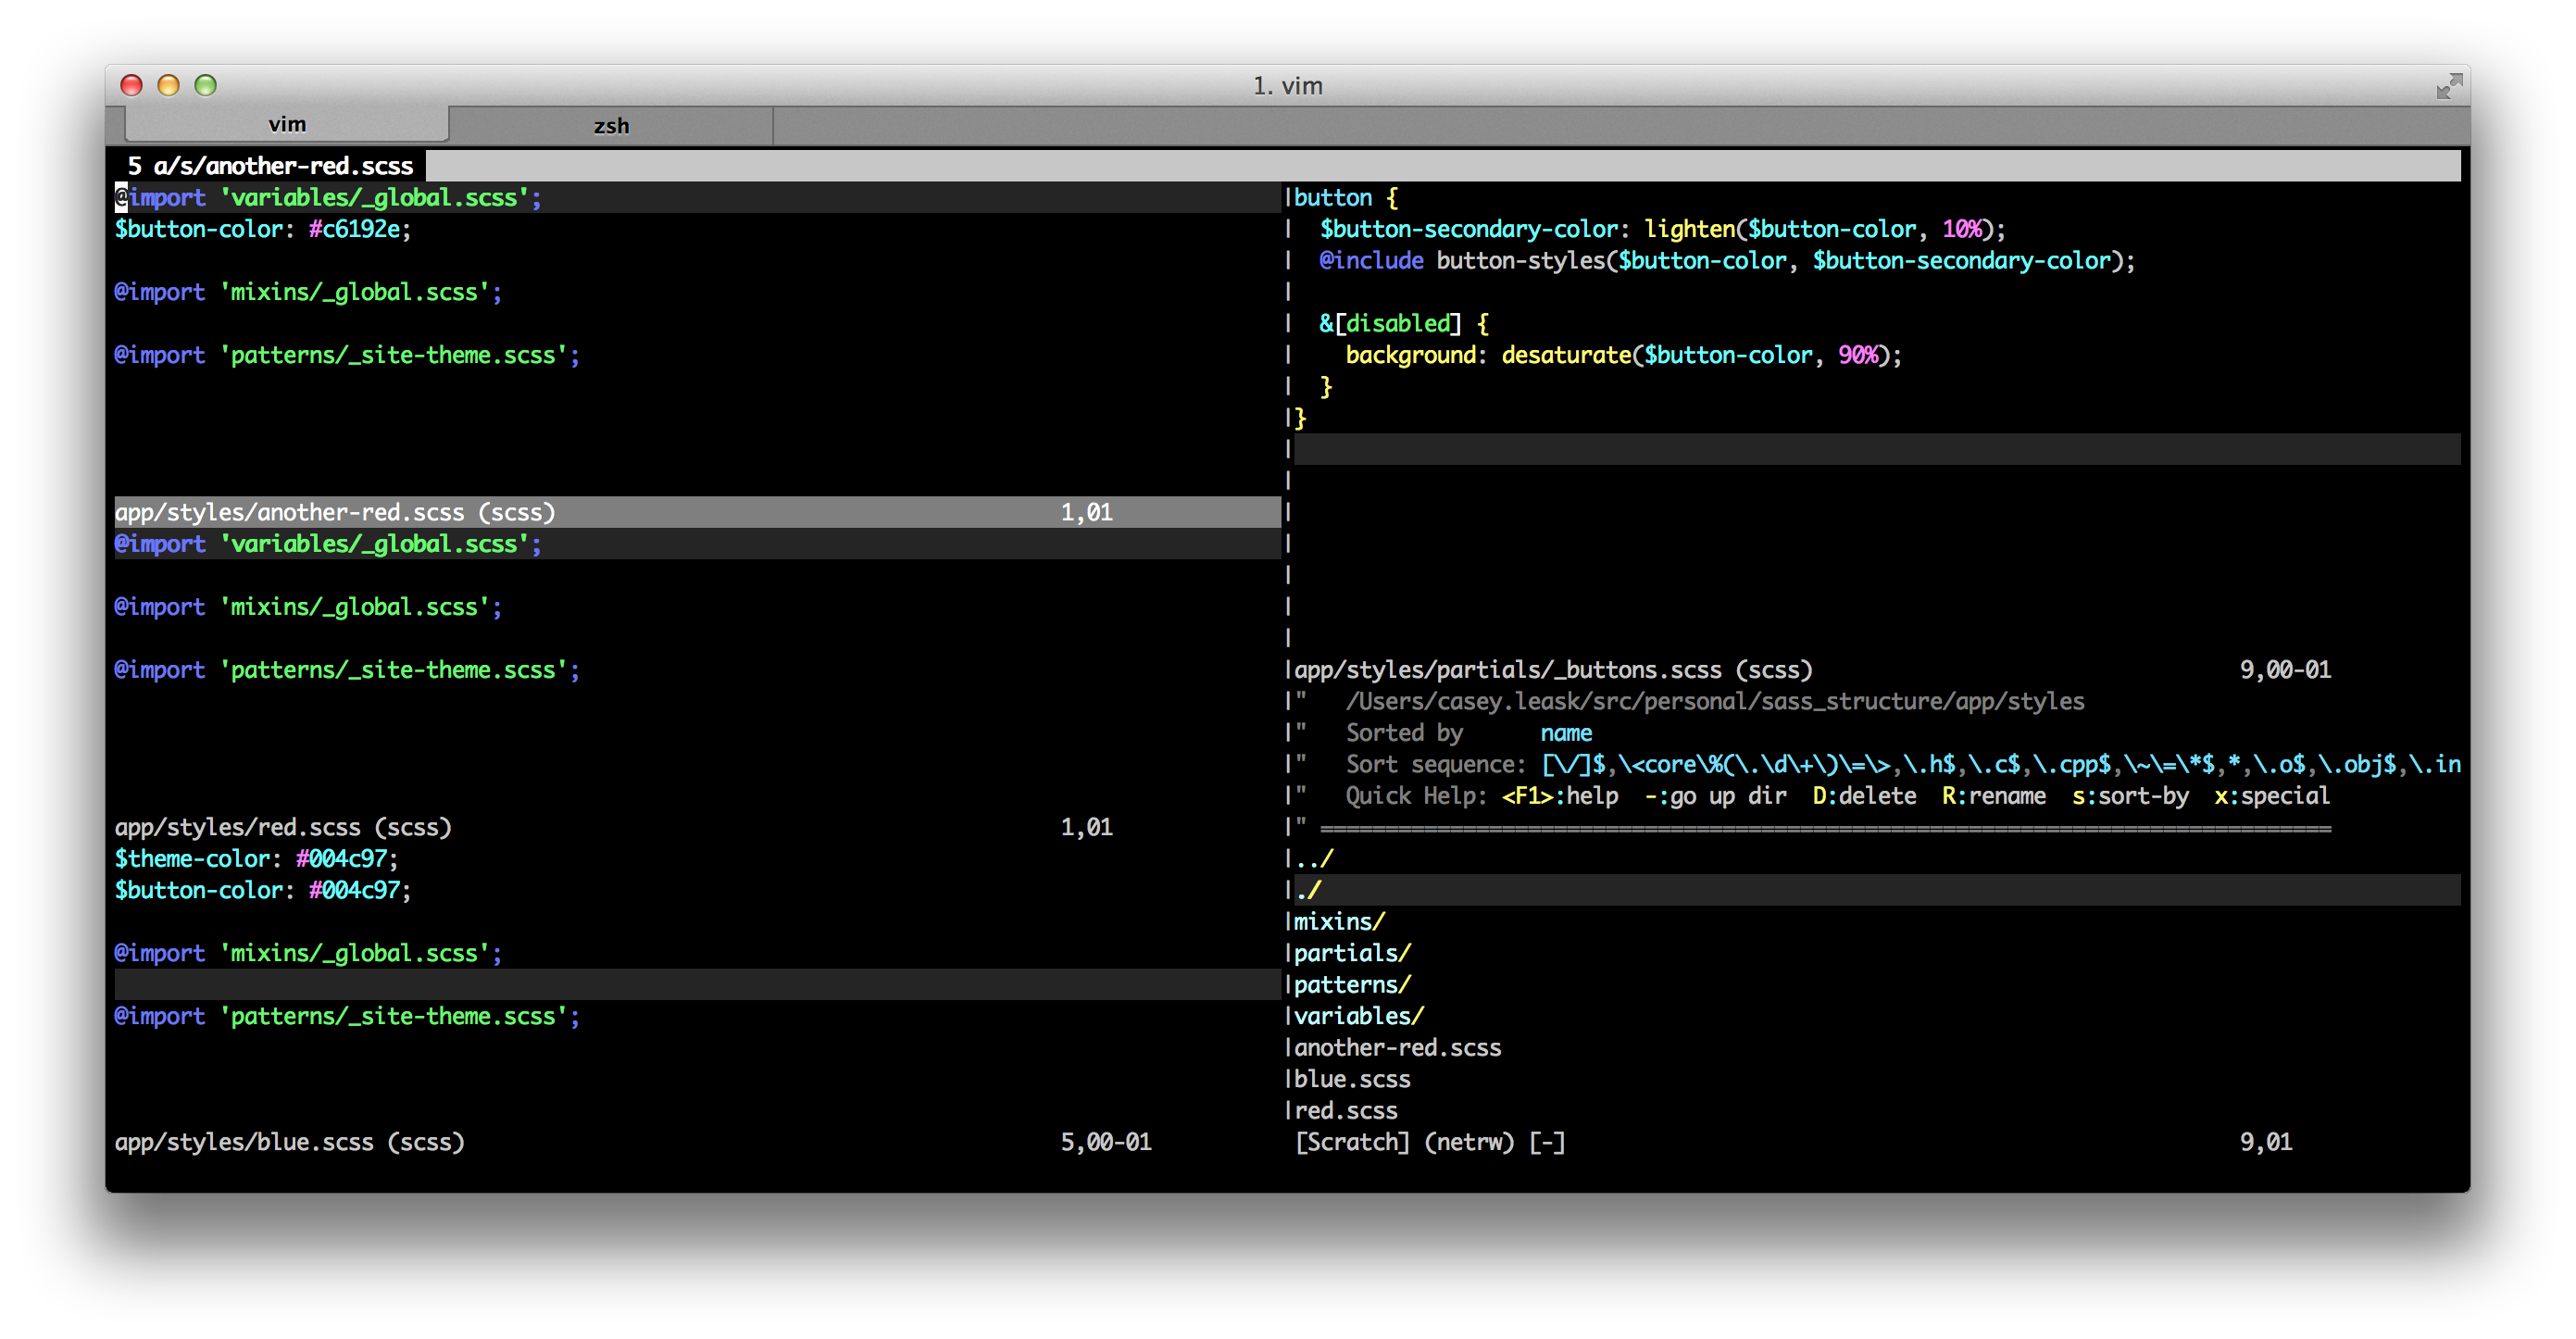 1. vim
vim
zsh
5 a/s/another-red.scss
@import 'variables/_global.scss';
$button-color: #c6192e;
@import 'mixins/_global.scss';
@import 'patterns/_site-theme.scss';
app/styles/another-red.scss (scss) 1,01
@import 'variables/_global.scss';
@import 'mixins/_global.scss';
@import 'patterns/_site-theme.scss';
app/styles/red.scss (scss) 1,01
$theme-color: #004c97;
$button-color: #004c97;
@import 'mixins/_global.scss';
@import 'patterns/_site-theme.scss';
app/styles/blue.scss (scss) 5,00-01
button {
  $button-secondary-color: lighten($button-color, 10%);
  @include button-styles($button-color, $button-secondary-color);
  &[disabled] {
    background: desaturate($button-color, 90%);
  }
}
app/styles/partials/_buttons.scss (scss) 9,00-01
"   /Users/casey.leask/src/personal/sass_structure/app/styles
"   Sorted by      name
"   Sort sequence: [\/]$,\<core\%(\.\d\+\)\=\>,\.h$,\.c$,\.cpp$,\~\=\*$,*,\.o$,\.obj$,\.in
"   Quick Help: <F1>:help  -:go up dir  D:delete  R:rename  s:sort-by  x:special
" ==============================================================================
../
./
mixins/
partials/
patterns/
variables/
another-red.scss
blue.scss
red.scss
[Scratch] (netrw) [-] 9,01